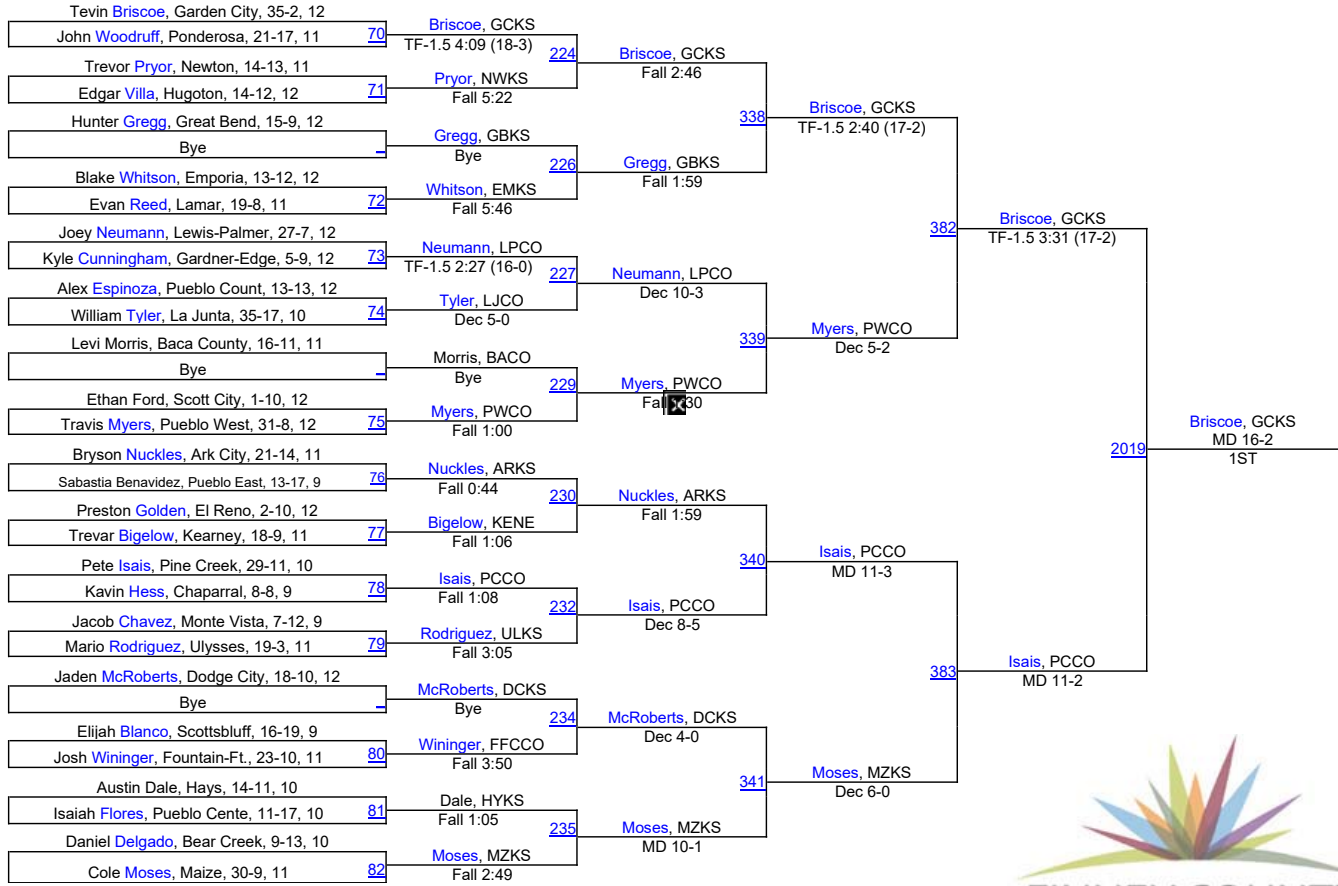 Tevin Briscoe, Garden City, 35-2, 12
John Woodruff, Ponderosa, 21-17, 11
70
Trevor Pryor, Newton, 14-13, 11
Edgar Villa, Hugoton, 14-12, 12
71
Hunter Gregg, Great Bend, 15-9, 12
Bye
Blake Whitson, Emporia, 13-12, 12
Evan Reed, Lamar, 19-8, 11
72
Joey Neumann, Lewis-Palmer, 27-7, 12
Kyle Cunningham, Gardner-Edge, 5-9, 12
73
Alex Espinoza, Pueblo Count, 13-13, 12
William Tyler, La Junta, 35-17, 10
74
Levi Morris, Baca County, 16-11, 11
Bye
Ethan Ford, Scott City, 1-10, 12
Travis Myers, Pueblo West, 31-8, 12
75
Bryson Nuckles, Ark City, 21-14, 11
Sabastia Benavidez, Pueblo East, 13-17, 9
76
Preston Golden, El Reno, 2-10, 12
Trevar Bigelow, Kearney, 18-9, 11
77
Pete Isais, Pine Creek, 29-11, 10
Kavin Hess, Chaparral, 8-8, 9
78
Jacob Chavez, Monte Vista, 7-12, 9
Mario Rodriguez, Ulysses, 19-3, 11
79
Jaden McRoberts, Dodge City, 18-10, 12
Bye
Elijah Blanco, Scottsbluff, 16-19, 9
Josh Wininger, Fountain-Ft., 23-10, 11
80
Austin Dale, Hays, 14-11, 10
Isaiah Flores, Pueblo Cente, 11-17, 10
81
Daniel Delgado, Bear Creek, 9-13, 10
Cole Moses, Maize, 30-9, 11
82
Briscoe, GCKS
TF-1.5 4:09 (18-3)
224
Pryor, NWKS
Fall 5:22
Gregg, GBKS
Bye
226
Whitson, EMKS
Fall 5:46
Neumann, LPCO
TF-1.5 2:27 (16-0)
227
Tyler, LJCO
Dec 5-0
Morris, BACO
Bye
229
Myers, PWCO
Fall 1:00
Nuckles, ARKS
Fall 0:44
230
Bigelow, KENE
Fall 1:06
Isais, PCCO
Fall 1:08
232
Rodriguez, ULKS
Fall 3:05
McRoberts, DCKS
Bye
234
Wininger, FFCCO
Fall 3:50
Dale, HYKS
Fall 1:05
235
Moses, MZKS
Fall 2:49
Briscoe, GCKS
Fall 2:46
338
Gregg, GBKS
Fall 1:59
Neumann, LPCO
Dec 10-3
339
Myers, PWCO
30
Nuckles, ARKS
Fall 1:59
340
Isais, PCCO
Dec 8-5
McRoberts, DCKS
Dec 4-0
341
Moses, MZKS
MD 10-1
Briscoe, GCKS
TF-1.5 2:40 (17-2)
382
Myers, PWCO
Dec 5-2
Isais, PCCO
MD 11-3
383
Moses, MZKS
Dec 6-0
Briscoe, GCKS
TF-1.5 3:31 (17-2)
2019
Isais, PCCO
MD 11-2
Briscoe, GCKS
MD 16-2
1ST